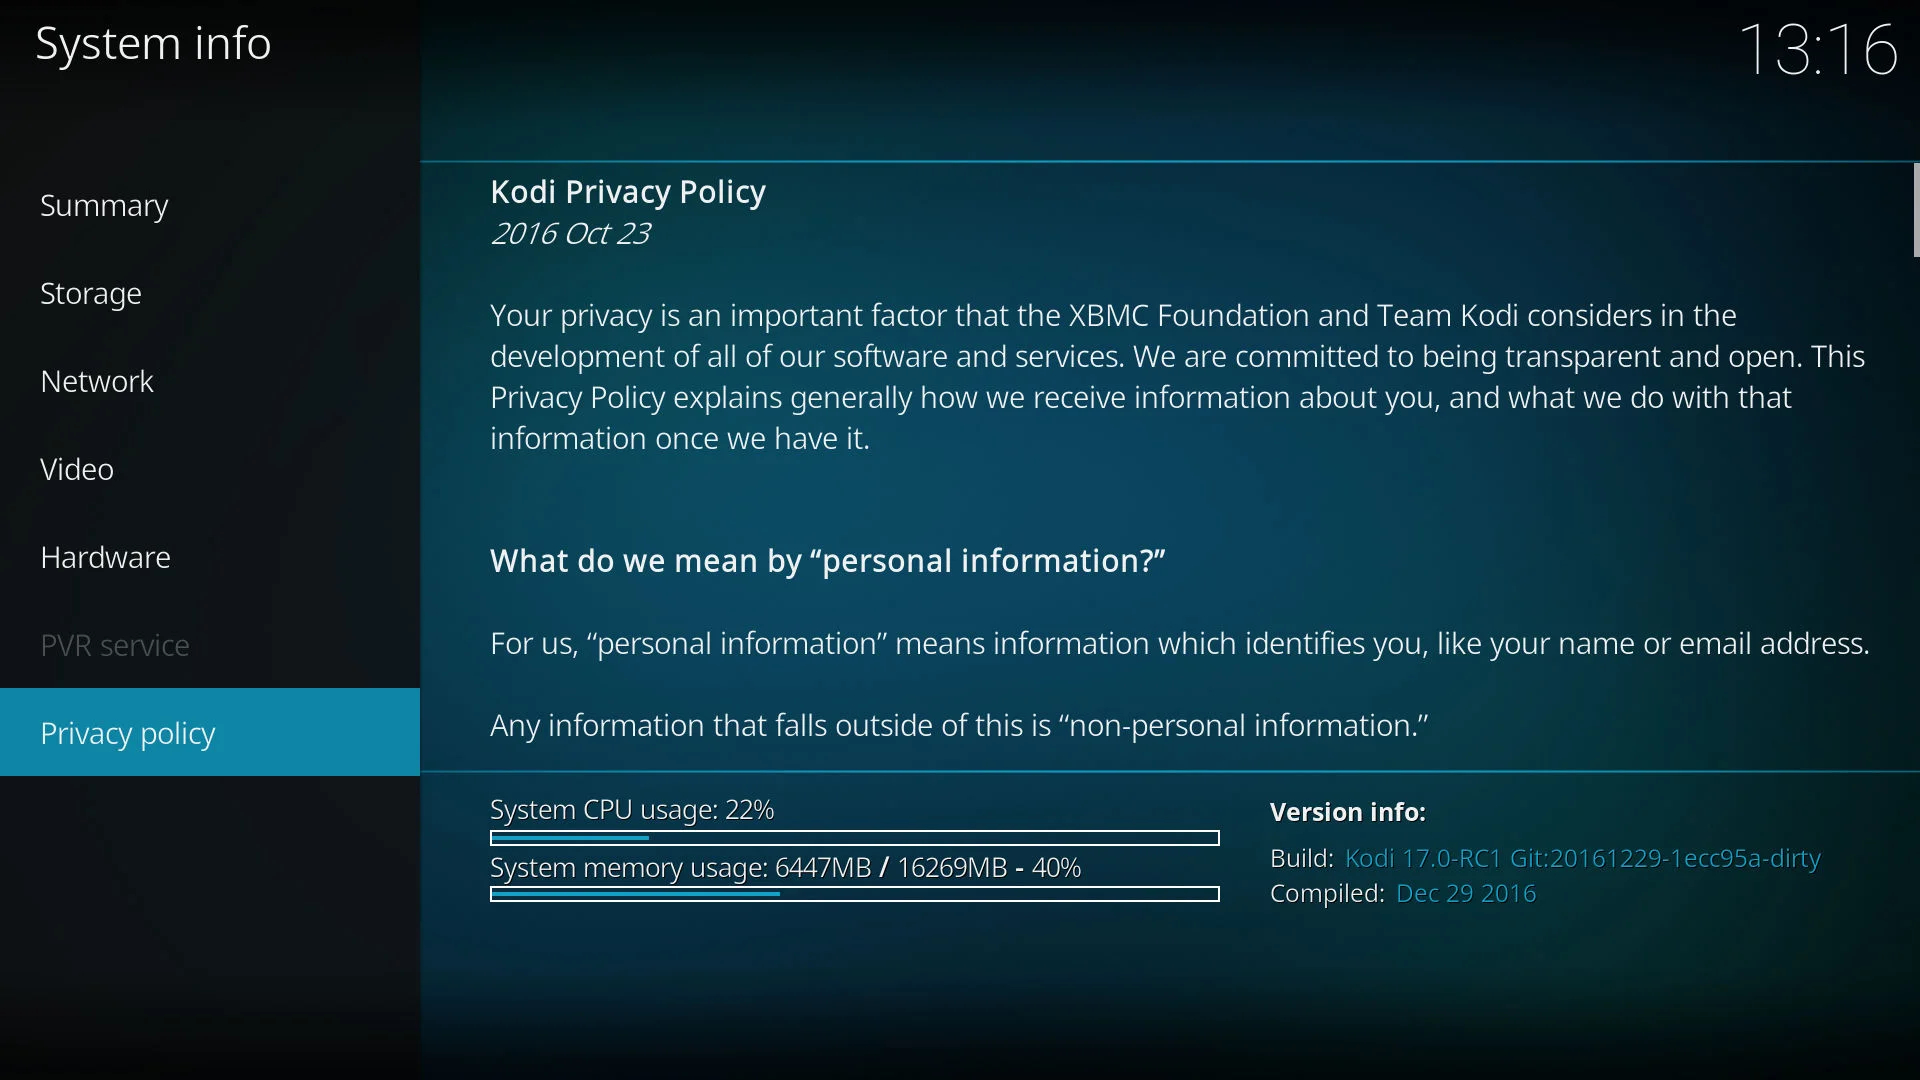 System info
13:16
Summary
Storage
Network
Video
Hardware
PVR service
Privacy policy
Kodi Privacy Policy
2016 Oct 23
Your privacy is an important factor that the XBMC Foundation and Team Kodi considers in the
development of all of our software and services. We are committed to being transparent and open. This
Privacy Policy explains generally how we receive information about you, and what we do with that
information once we have it.
What do we mean by “personal information?”
For us, “personal information” means information which identifies you, like your name or email address.
Any information that falls outside of this is “non-personal information.”
System CPU usage: 22%
System memory usage: 6447MB / 16269MB - 40%
Version info:
Build: Kodi 17.0-RC1 Git:20161229-1ecc95a-dirty
Compiled: Dec 29 2016